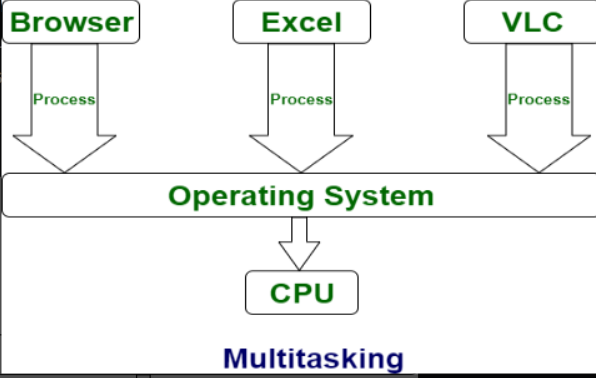 Browser Excel VLC
Process Process Process
Operating System
CPU
Multitasking